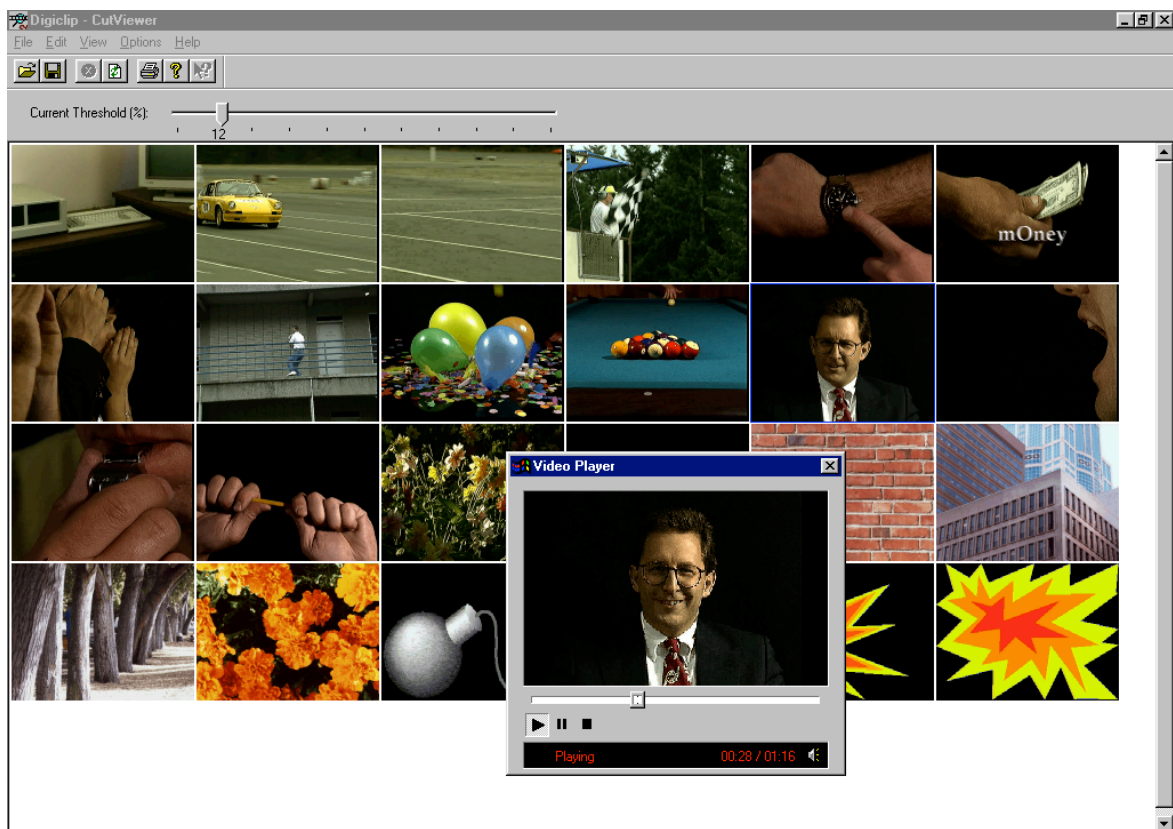 Digiclip - CutViewer
File Edit View Options Help
Current Threshold (%):
12
mOney
Video Player
Playing 00:28 / 01:16